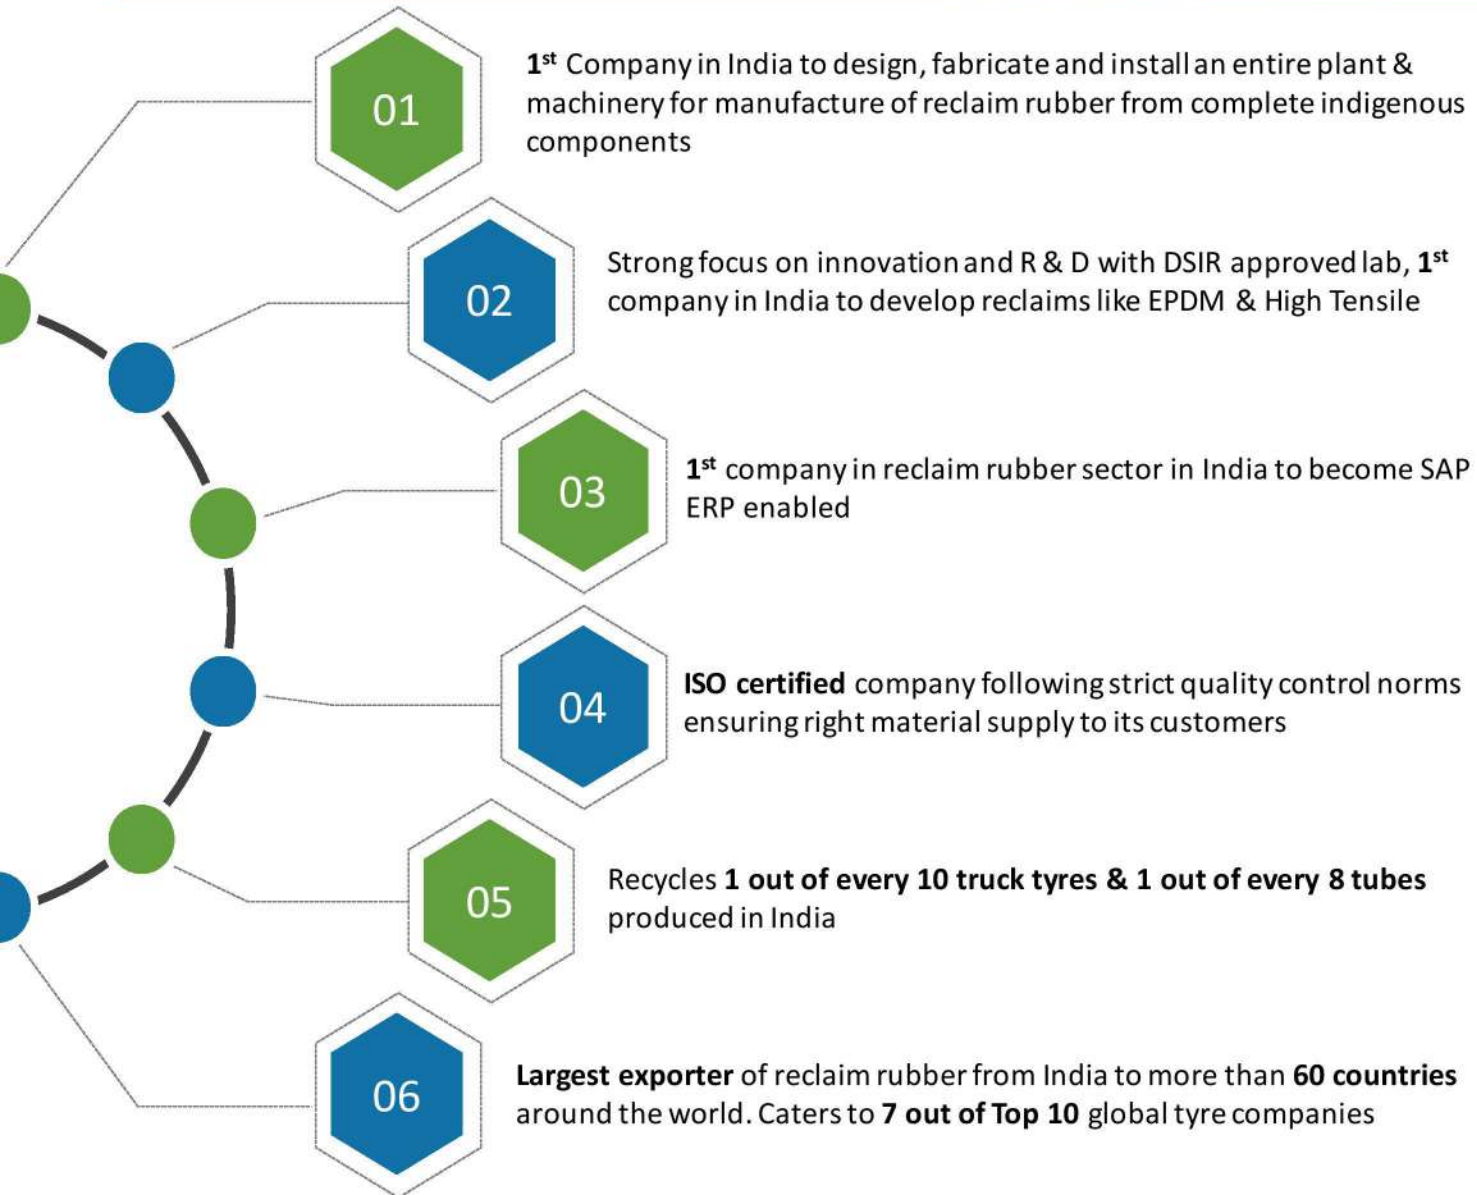 01
1st Company in India to design, fabricate and install an entire plant &
machinery for manufacture of reclaim rubber from complete indigenous
components
02
Strong focus on innovation and R & D with DSIR approved lab, 1st
company in India to develop reclaims like EPDM & High Tensile
03
1st company in reclaim rubber sector in India to become SAP
ERP enabled
04
ISO certified company following strict quality control norms
ensuring right material supply to its customers
05
Recycles 1 out of every 10 truck tyres & 1 out of every 8 tubes
produced in India
06
Largest exporter of reclaim rubber from India to more than 60 countries
around the world. Caters to 7 out of Top 10 global tyre companies